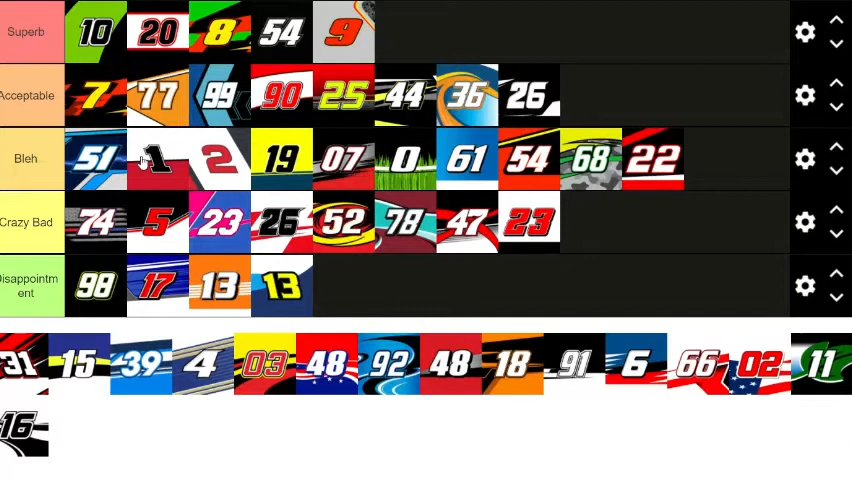 Superb
10 20 8 54 9
Acceptable
7 77 99 90 25 44 36 26
Bleh
51 1 2 19 07 0 61 54 68 22
Crazy Bad
74 5 23 26 52 78 47 23
Disappointm
ent
98 17 13 13
31 15 39 4 03 48 92 48 18 91 6 66 02 11
16